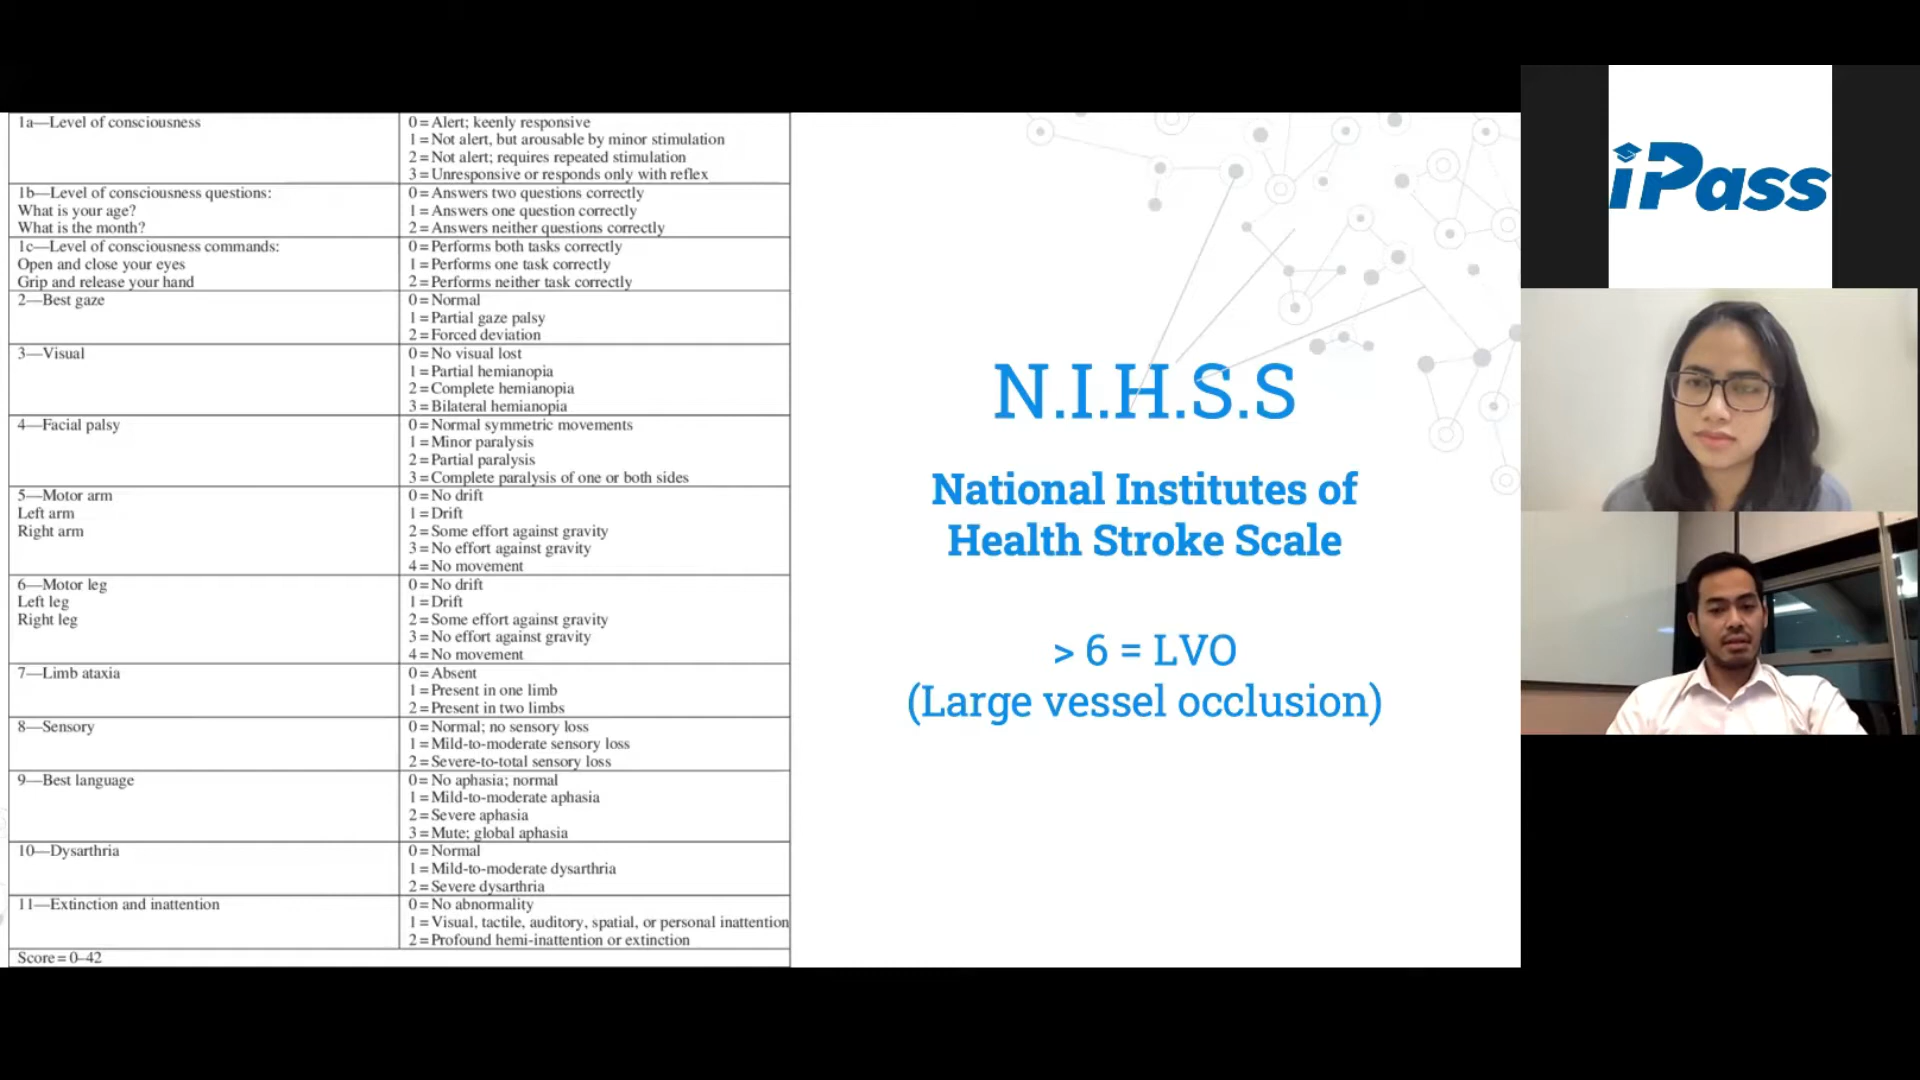 1a—Level of consciousness
0=Alert; keenly responsive
1=Not alert, but arousable by minor stimulation
2=Not alert; requires repeated stimulation
3=Unresponsive or responds only with reflex
1b—Level of consciousness questions:
What is your age?
What is the month?
0=Answers two questions correctly
1=Answers one question correctly
2=Answers neither questions correctly
1c—Level of consciousness commands:
Open and close your eyes
Grip and release your hand
0=Performs both tasks correctly
1=Performs one task correctly
2=Performs neither task correctly
2—Best gaze
0=Normal
1=Partial gaze palsy
2=Forced deviation
3—Visual
0=No visual lost
1=Partial hemianopia
2=Complete hemianopia
3=Bilateral hemianopia
4—Facial palsy
0=Normal symmetric movements
1=Minor paralysis
2=Partial paralysis
3=Complete paralysis of one or both sides
5—Motor arm
Left arm
Right arm
0=No drift
1=Drift
2=Some effort against gravity
3=No effort against gravity
4=No movement
6—Motor leg
Left leg
Right leg
0=No drift
1=Drift
2=Some effort against gravity
3=No effort against gravity
4=No movement
7—Limb ataxia
0=Absent
1=Present in one limb
2=Present in two limbs
8—Sensory
0=Normal; no sensory loss
1=Mild-to-moderate sensory loss
2=Severe-to-total sensory loss
9—Best language
0=No aphasia; normal
1=Mild-to-moderate aphasia
2=Severe aphasia
3=Mute; global aphasia
10—Dysarthria
0=Normal
1=Mild-to-moderate dysarthria
2=Severe dysarthria
11—Extinction and inattention
0=No abnormality
1=Visual, tactile, auditory, spatial, or personal inattention
2=Profound hemi-inattention or extinction
Score=0–42
N.I.H.S.S
National Institutes of
Health Stroke Scale
> 6 = LVO
(Large vessel occlusion)
iPass